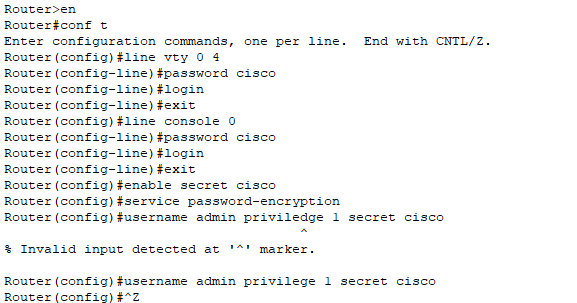 Router>en
Router#conf t
Enter configuration commands, one per line.  End with CNTL/Z.
Router(config)#line vty 0 4
Router(config-line)#password cisco
Router(config-line)#login
Router(config-line)#exit
Router(config)#line console 0
Router(config-line)#password cisco
Router(config-line)#login
Router(config-line)#exit
Router(config)#enable secret cisco
Router(config)#service password-encryption
Router(config)#username admin priviledge 1 secret cisco
                                      ^
% Invalid input detected at '^' marker.

Router(config)#username admin privilege 1 secret cisco
Router(config)#^Z